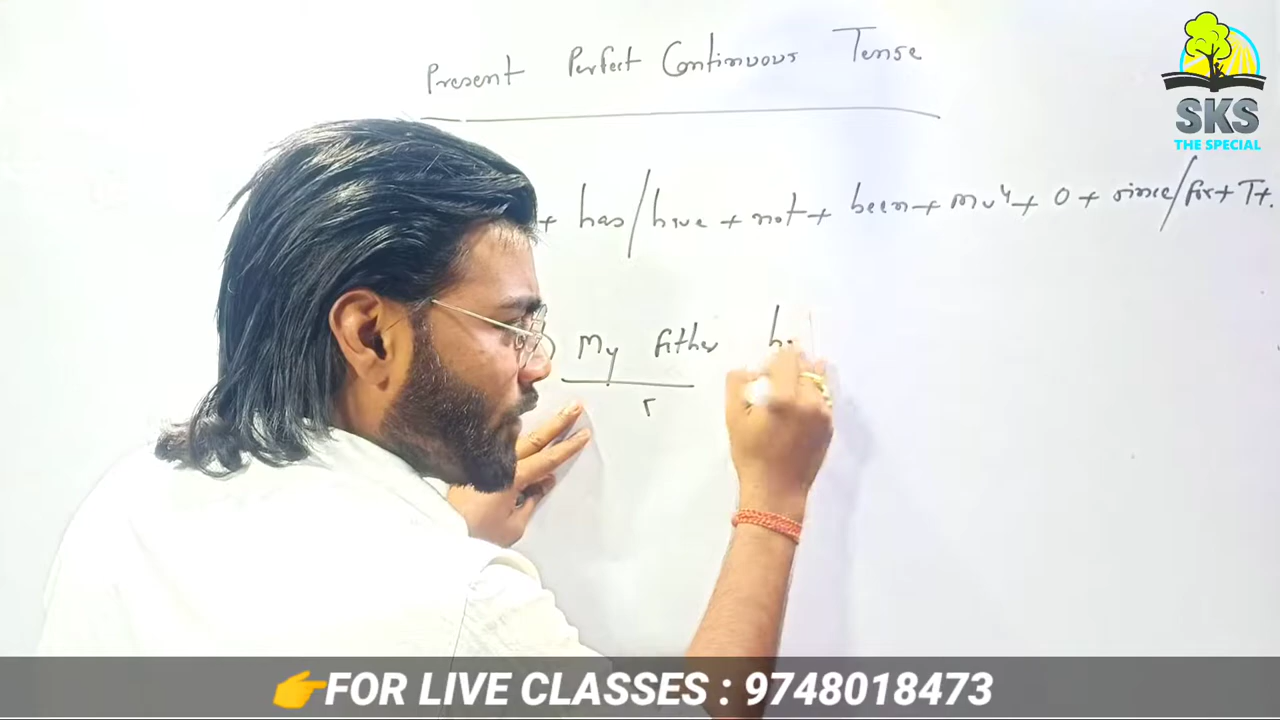 Present Perfect Continuous Tense
SKS
THE SPECIAL
+ has/have + not + been + mv4 + O + since/for + Tt.
My father
FOR LIVE CLASSES : 9748018473